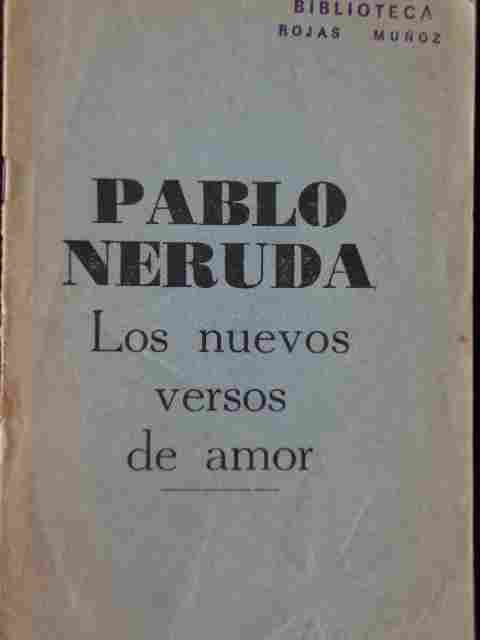 BIBLIOTECA
ROJAS MUÑOZ
PABLO
NERUDA
Los nuevos
versos
de amor